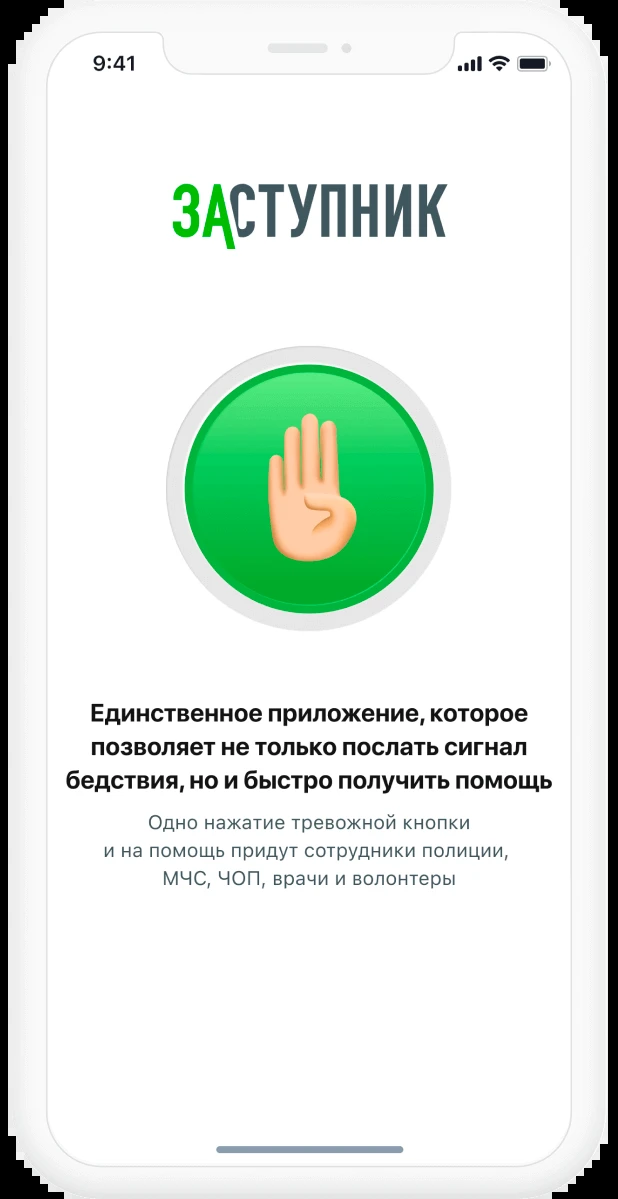 9:41
ЗАСТУПНИК
Единственное приложение, которое
позволяет не только послать сигнал
бедствия, но и быстро получить помощь
Одно нажатие тревожной кнопки
и на помощь придут сотрудники полиции,
МЧС, ЧОП, врачи и волонтеры